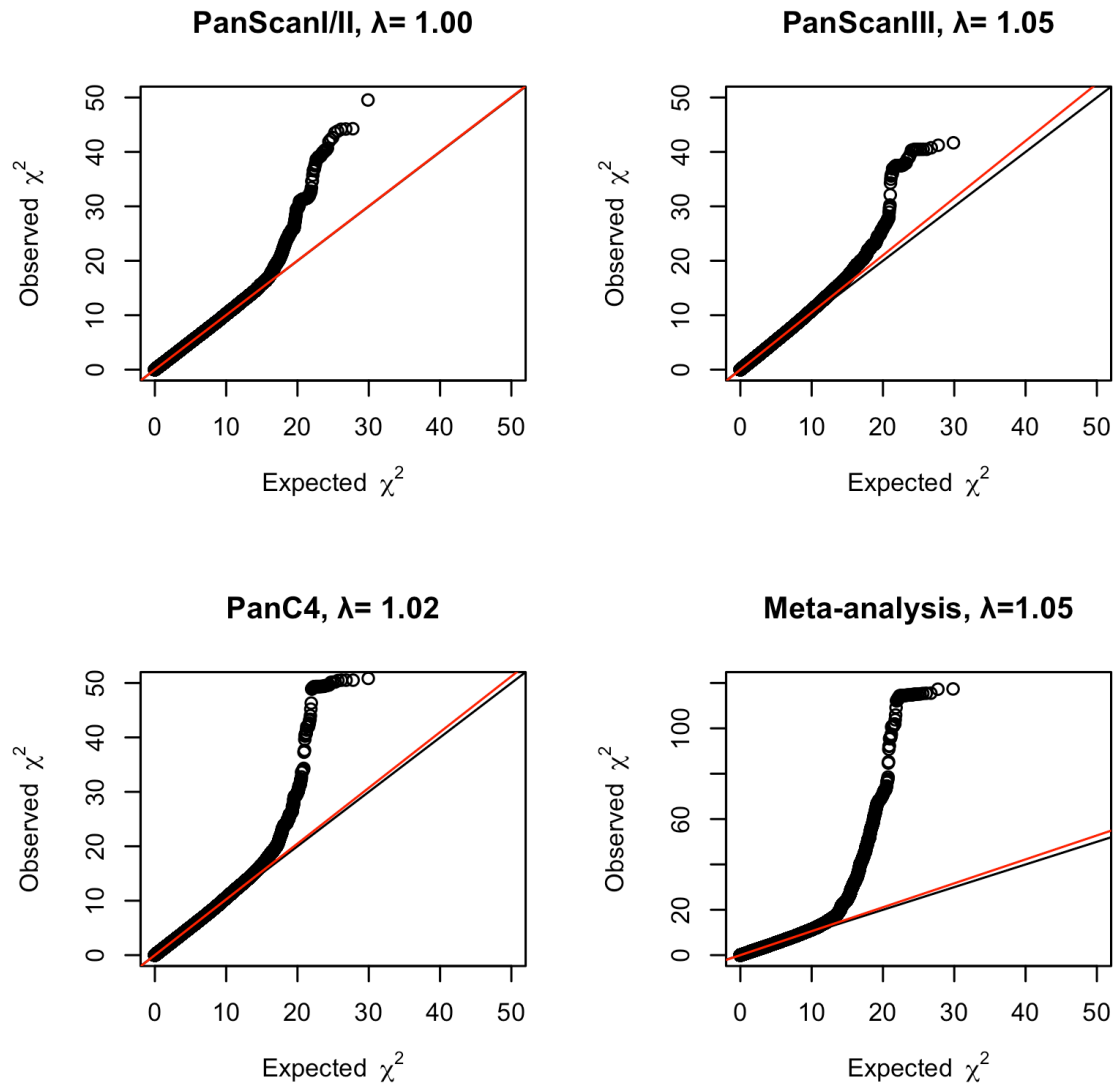 PanScanI/II, λ= 1.00
50
40
30
20
10
0
Observed χ²
0 10 20 30 40 50
Expected χ²
PanScanIII, λ= 1.05
50
40
30
20
10
0
Observed χ²
0 10 20 30 40 50
Expected χ²
PanC4, λ= 1.02
50
40
30
20
10
0
Observed χ²
0 10 20 30 40 50
Expected χ²
Meta-analysis, λ=1.05
100
60
20
0
Observed χ²
0 10 20 30 40 50
Expected χ²